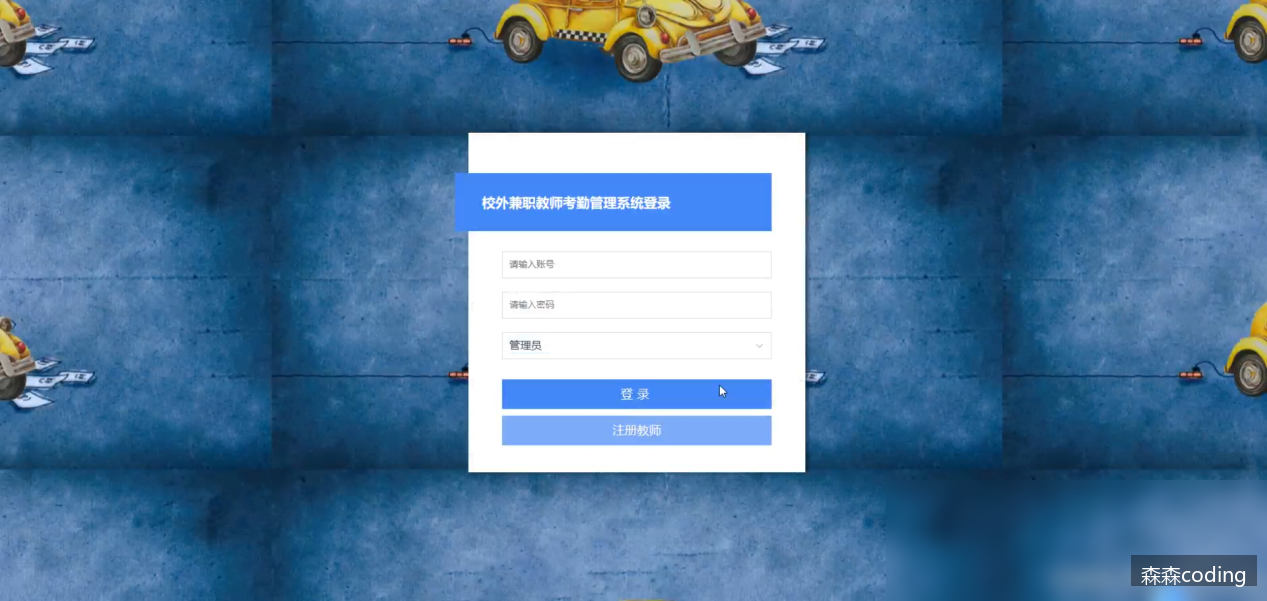 校外兼职教师考勤管理系统登录
请输入账号
请输入密码
管理员
登 录
注册教师
森森coding